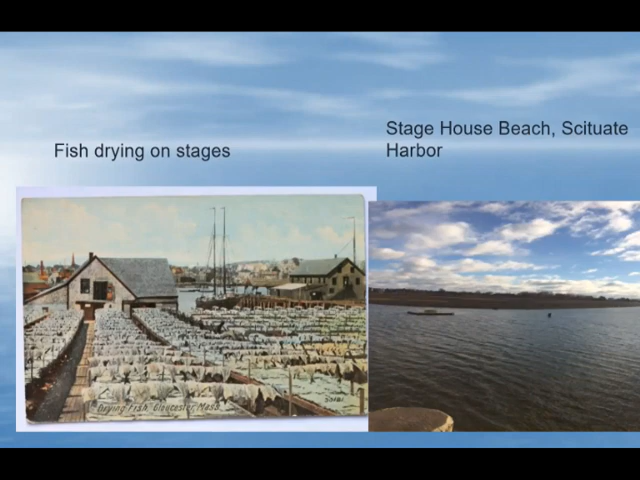 Fish drying on stages
Stage House Beach, Scituate
Harbor
Drying Fish, Gloucester, Mass.